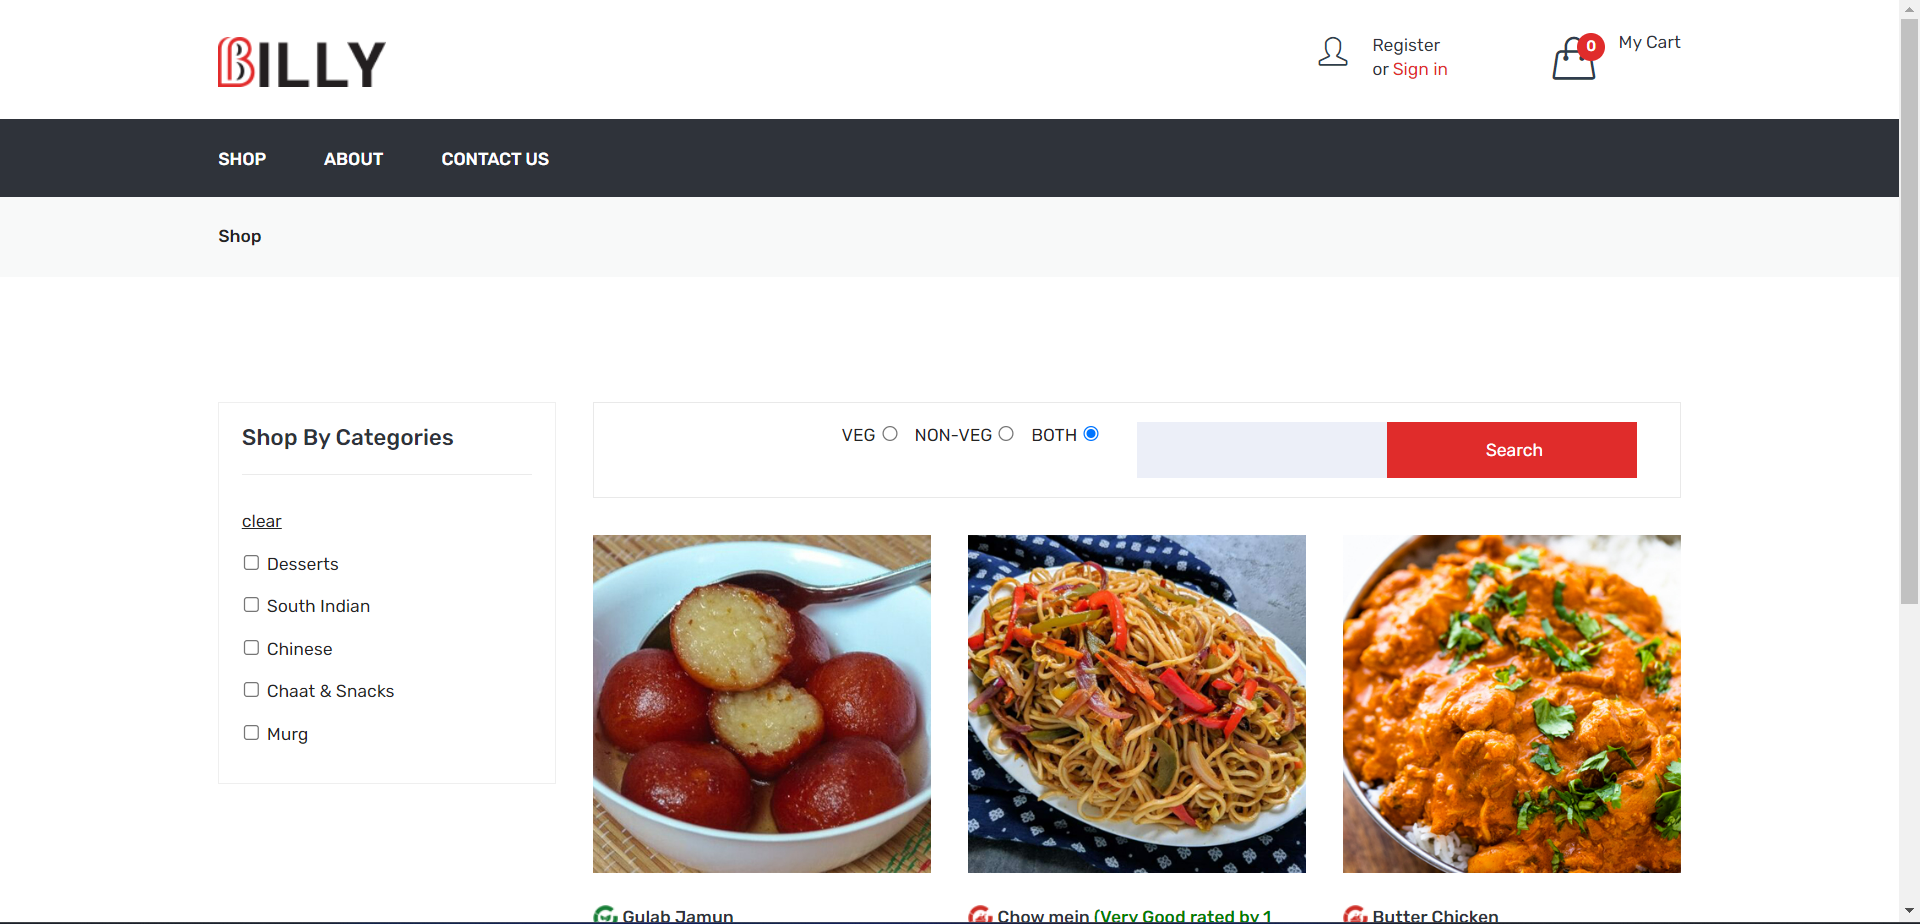 BILLY
Register
or Sign in
0
My Cart
SHOP
ABOUT
CONTACT US
Shop
Shop By Categories
clear
Desserts
South Indian
Chinese
Chaat & Snacks
Murg
VEG
NON-VEG
BOTH
Search
Gulab Jamun
Chow mein (Very Good rated by 1
Butter Chicken